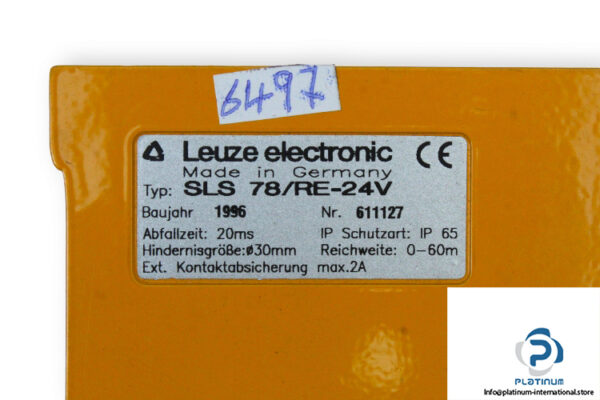 6497
Leuze electronic CE
Made in Germany
Typ: SLS 78/RE-24V
Baujahr 1996 Nr. 611127
Abfallzeit: 20ms IP Schutzart: IP 65
Hindernisgröße:ø30mm Reichweite: 0-60m
Ext. Kontaktabsicherung max.2A
PLATINUM
Info@platinum-international.store